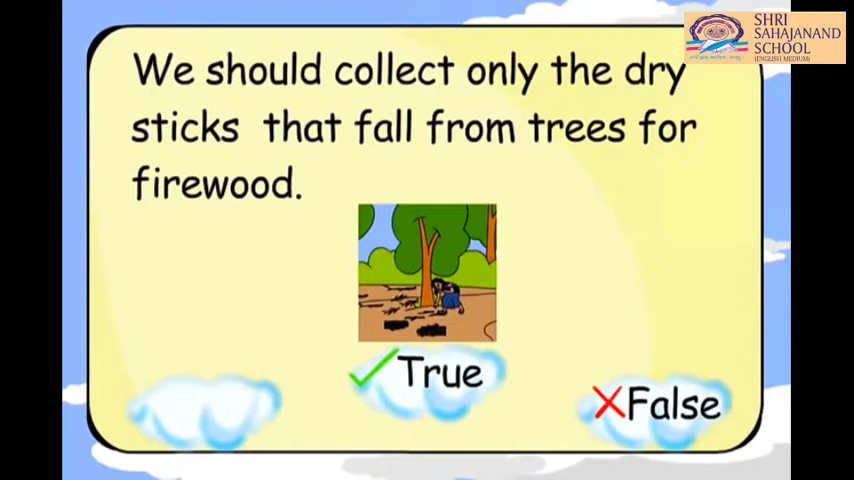 We should collect only the dry
sticks that fall from trees for
firewood.
True
False
SHRI
SAHAJANAND
SCHOOL
(ENGLISH MEDIUM)